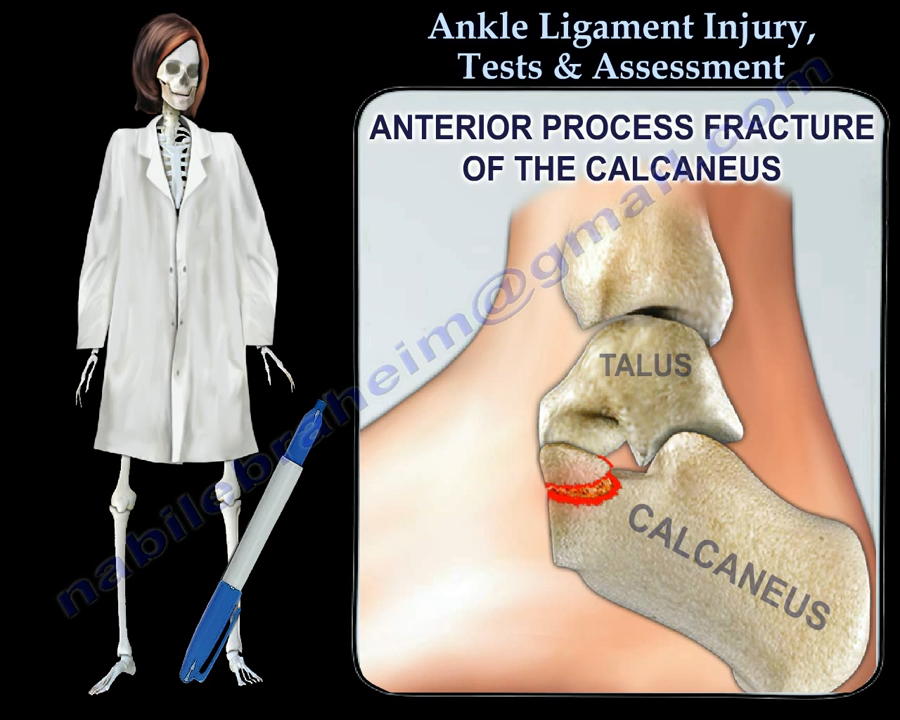 Ankle Ligament Injury,
Tests & Assessment
ANTERIOR PROCESS FRACTURE
OF THE CALCANEUS
TALUS
CALCANEUS
nabilebraheim@gmail.com